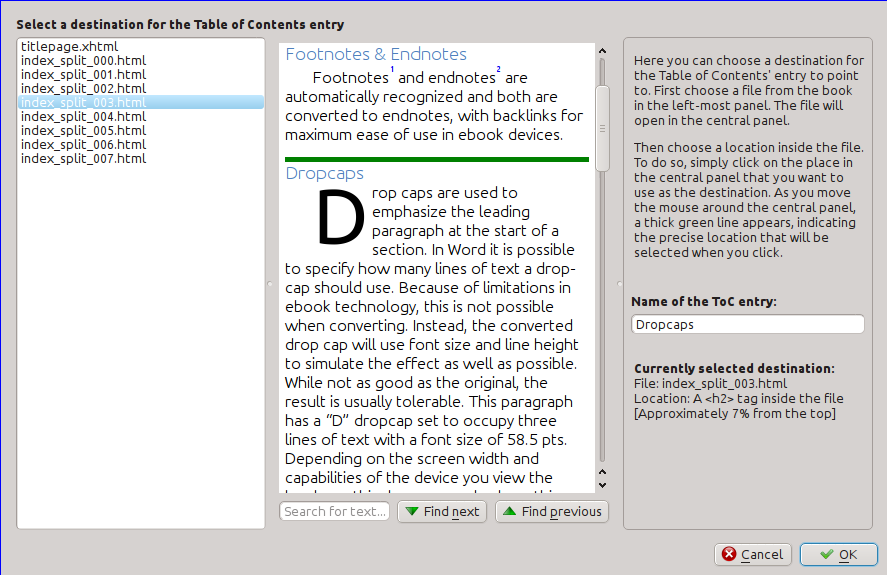 Select a destination for the Table of Contents entry
titlepage.xhtml
index_split_000.html
index_split_001.html
index_split_002.html
index_split_003.html
index_split_004.html
index_split_005.html
index_split_006.html
index_split_007.html
Footnotes & Endnotes
Footnotes1 and endnotes2 are
automatically recognized and both are
converted to endnotes, with backlinks for
maximum ease of use in ebook devices.
Dropcaps
Drop caps are used to
emphasize the leading
paragraph at the start of a
section. In Word it is possible
to specify how many lines of text a drop-
cap should use. Because of limitations in
ebook technology, this is not possible
when converting. Instead, the converted
drop cap will use font size and line height
to simulate the effect as well as possible.
While not as good as the original, the
result is usually tolerable. This paragraph
has a “D” dropcap set to occupy three
lines of text with a font size of 58.5 pts.
Depending on the screen width and
capabilities of the device you view the
Search for text...
Find next
Find previous
Here you can choose a destination for
the Table of Contents' entry to point
to. First choose a file from the book
in the left-most panel. The file will
open in the central panel.
Then choose a location inside the file.
To do so, simply click on the place in
the central panel that you want to
use as the destination. As you move
the mouse around the central panel,
a thick green line appears, indicating
the precise location that will be
selected when you click.
Name of the ToC entry:
Dropcaps
Currently selected destination:
File: index_split_003.html
Location: A <h2> tag inside the file
[Approximately 7% from the top]
Cancel
OK